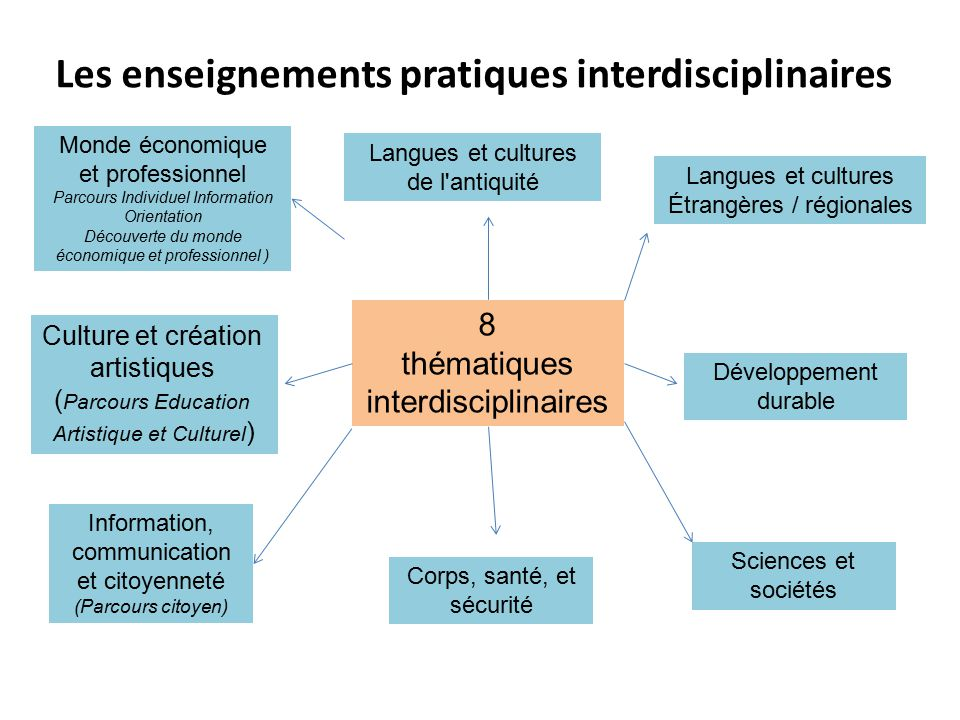 Les enseignements pratiques interdisciplinaires
Monde économique
et professionnel
Parcours Individuel Information
Orientation
Découverte du monde
économique et professionnel )
Langues et cultures
de l'antiquité
Langues et cultures
Étrangères / régionales
Culture et création
artistiques
(Parcours Education
Artistique et Culturel)
8
thématiques
interdisciplinaires
Développement
durable
Information,
communication
et citoyenneté
(Parcours citoyen)
Corps, santé, et
sécurité
Sciences et
sociétés